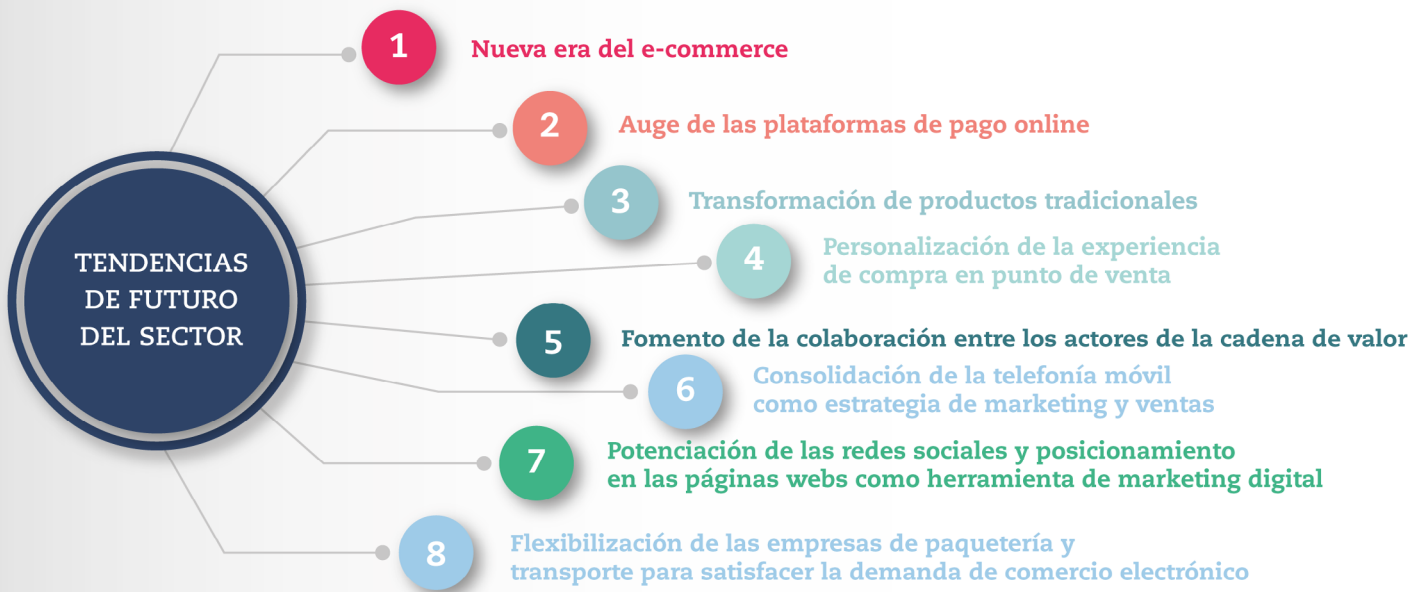 TENDENCIAS
DE FUTURO
DEL SECTOR
1
Nueva era del e-commerce
2
Auge de las plataformas de pago online
3
Transformación de productos tradicionales
4
Personalización de la experiencia
de compra en punto de venta
5
Fomento de la colaboración entre los actores de la cadena de valor
6
Consolidación de la telefonía móvil
como estrategia de marketing y ventas
7
Potenciación de las redes sociales y posicionamiento
en las páginas webs como herramienta de marketing digital
8
Flexibilización de las empresas de paquetería y
transporte para satisfacer la demanda de comercio electrónico